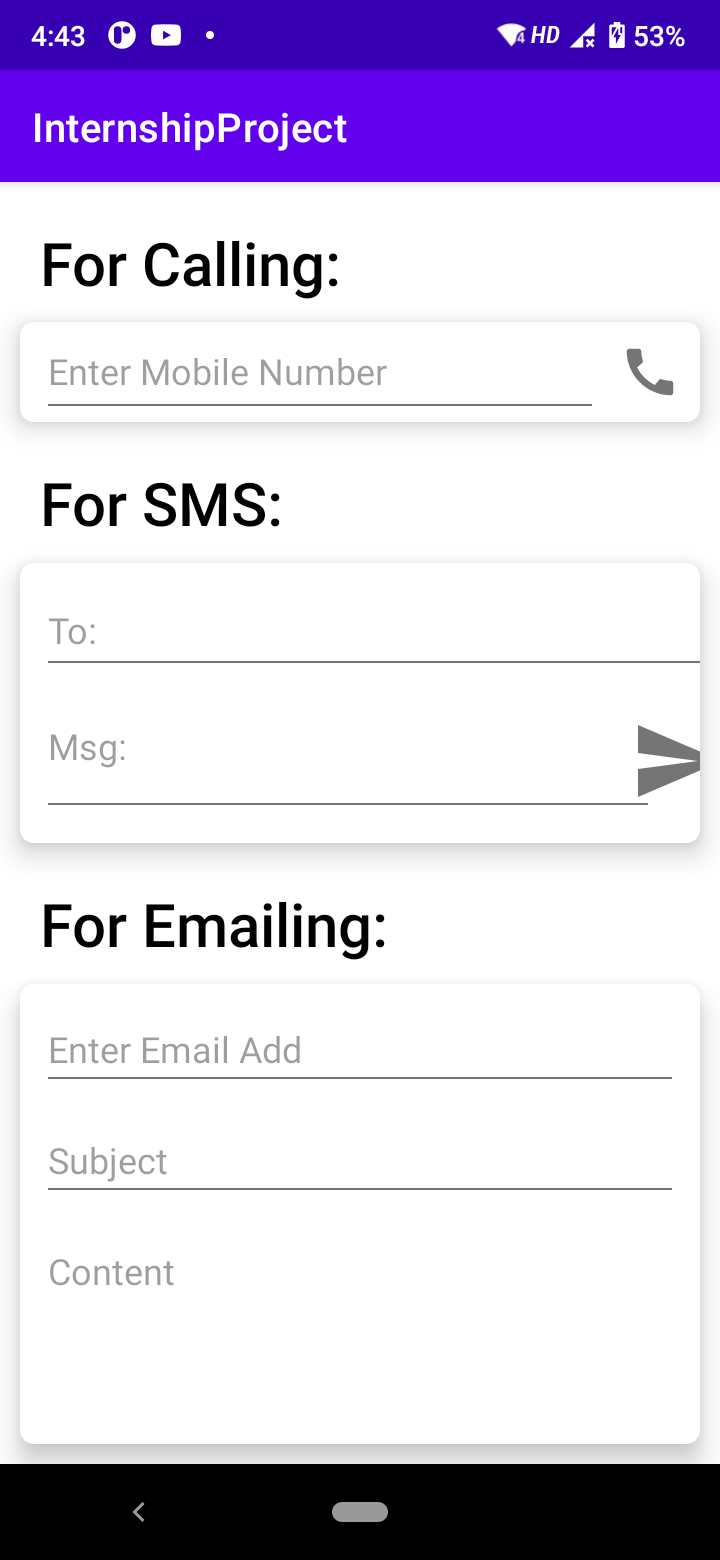 4:43 4 HD 53%
InternshipProject
For Calling:
Enter Mobile Number
For SMS:
To:
Msg:
For Emailing:
Enter Email Add
Subject
Content